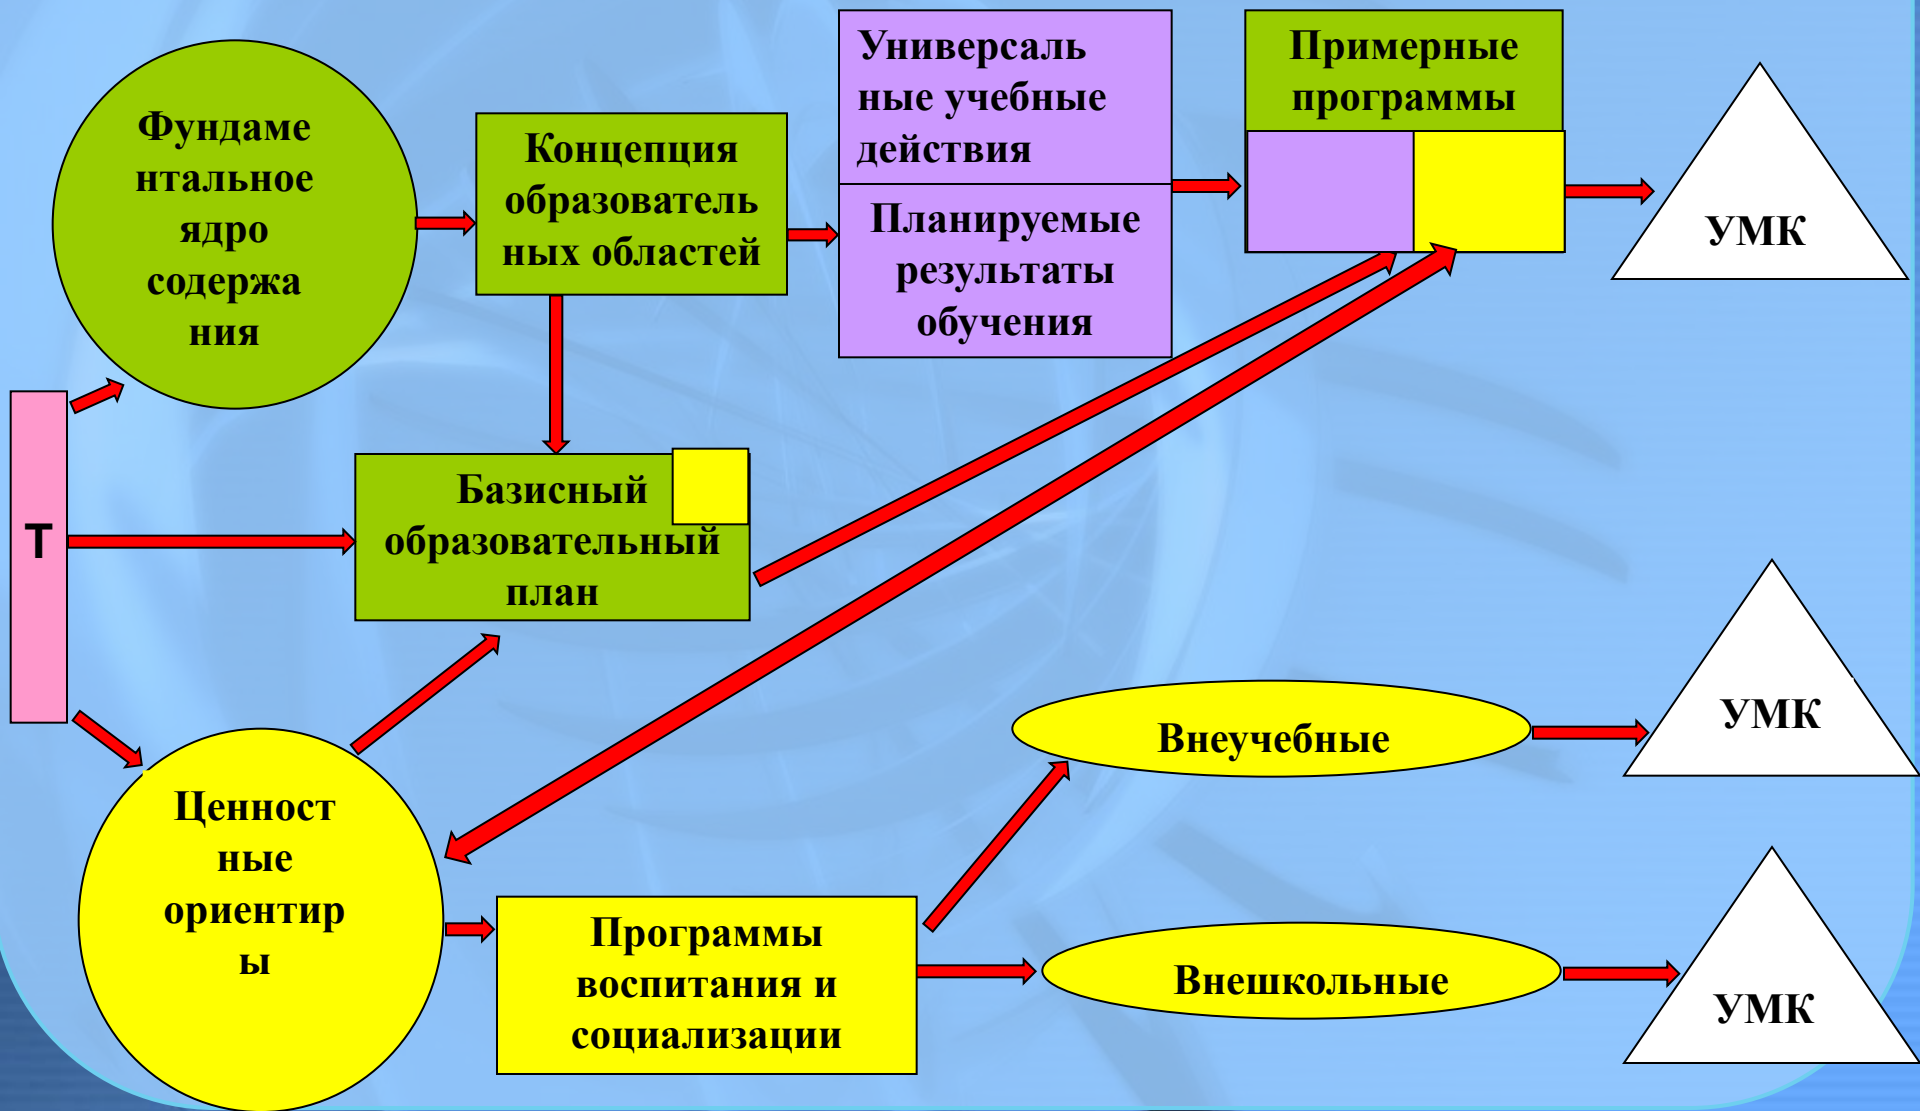 Фундаме
нтальное
ядро
содержа
ния
Концепция
образователь
ных областей
Универсаль
ные учебные
действия
Планируемые
результаты
обучения
Примерные
программы
УМК
Т
Базисный
образовательный
план
Ценност
ные
ориентир
ы
Программы
воспитания и
социализации
Внеучебные
УМК
Внешкольные
УМК